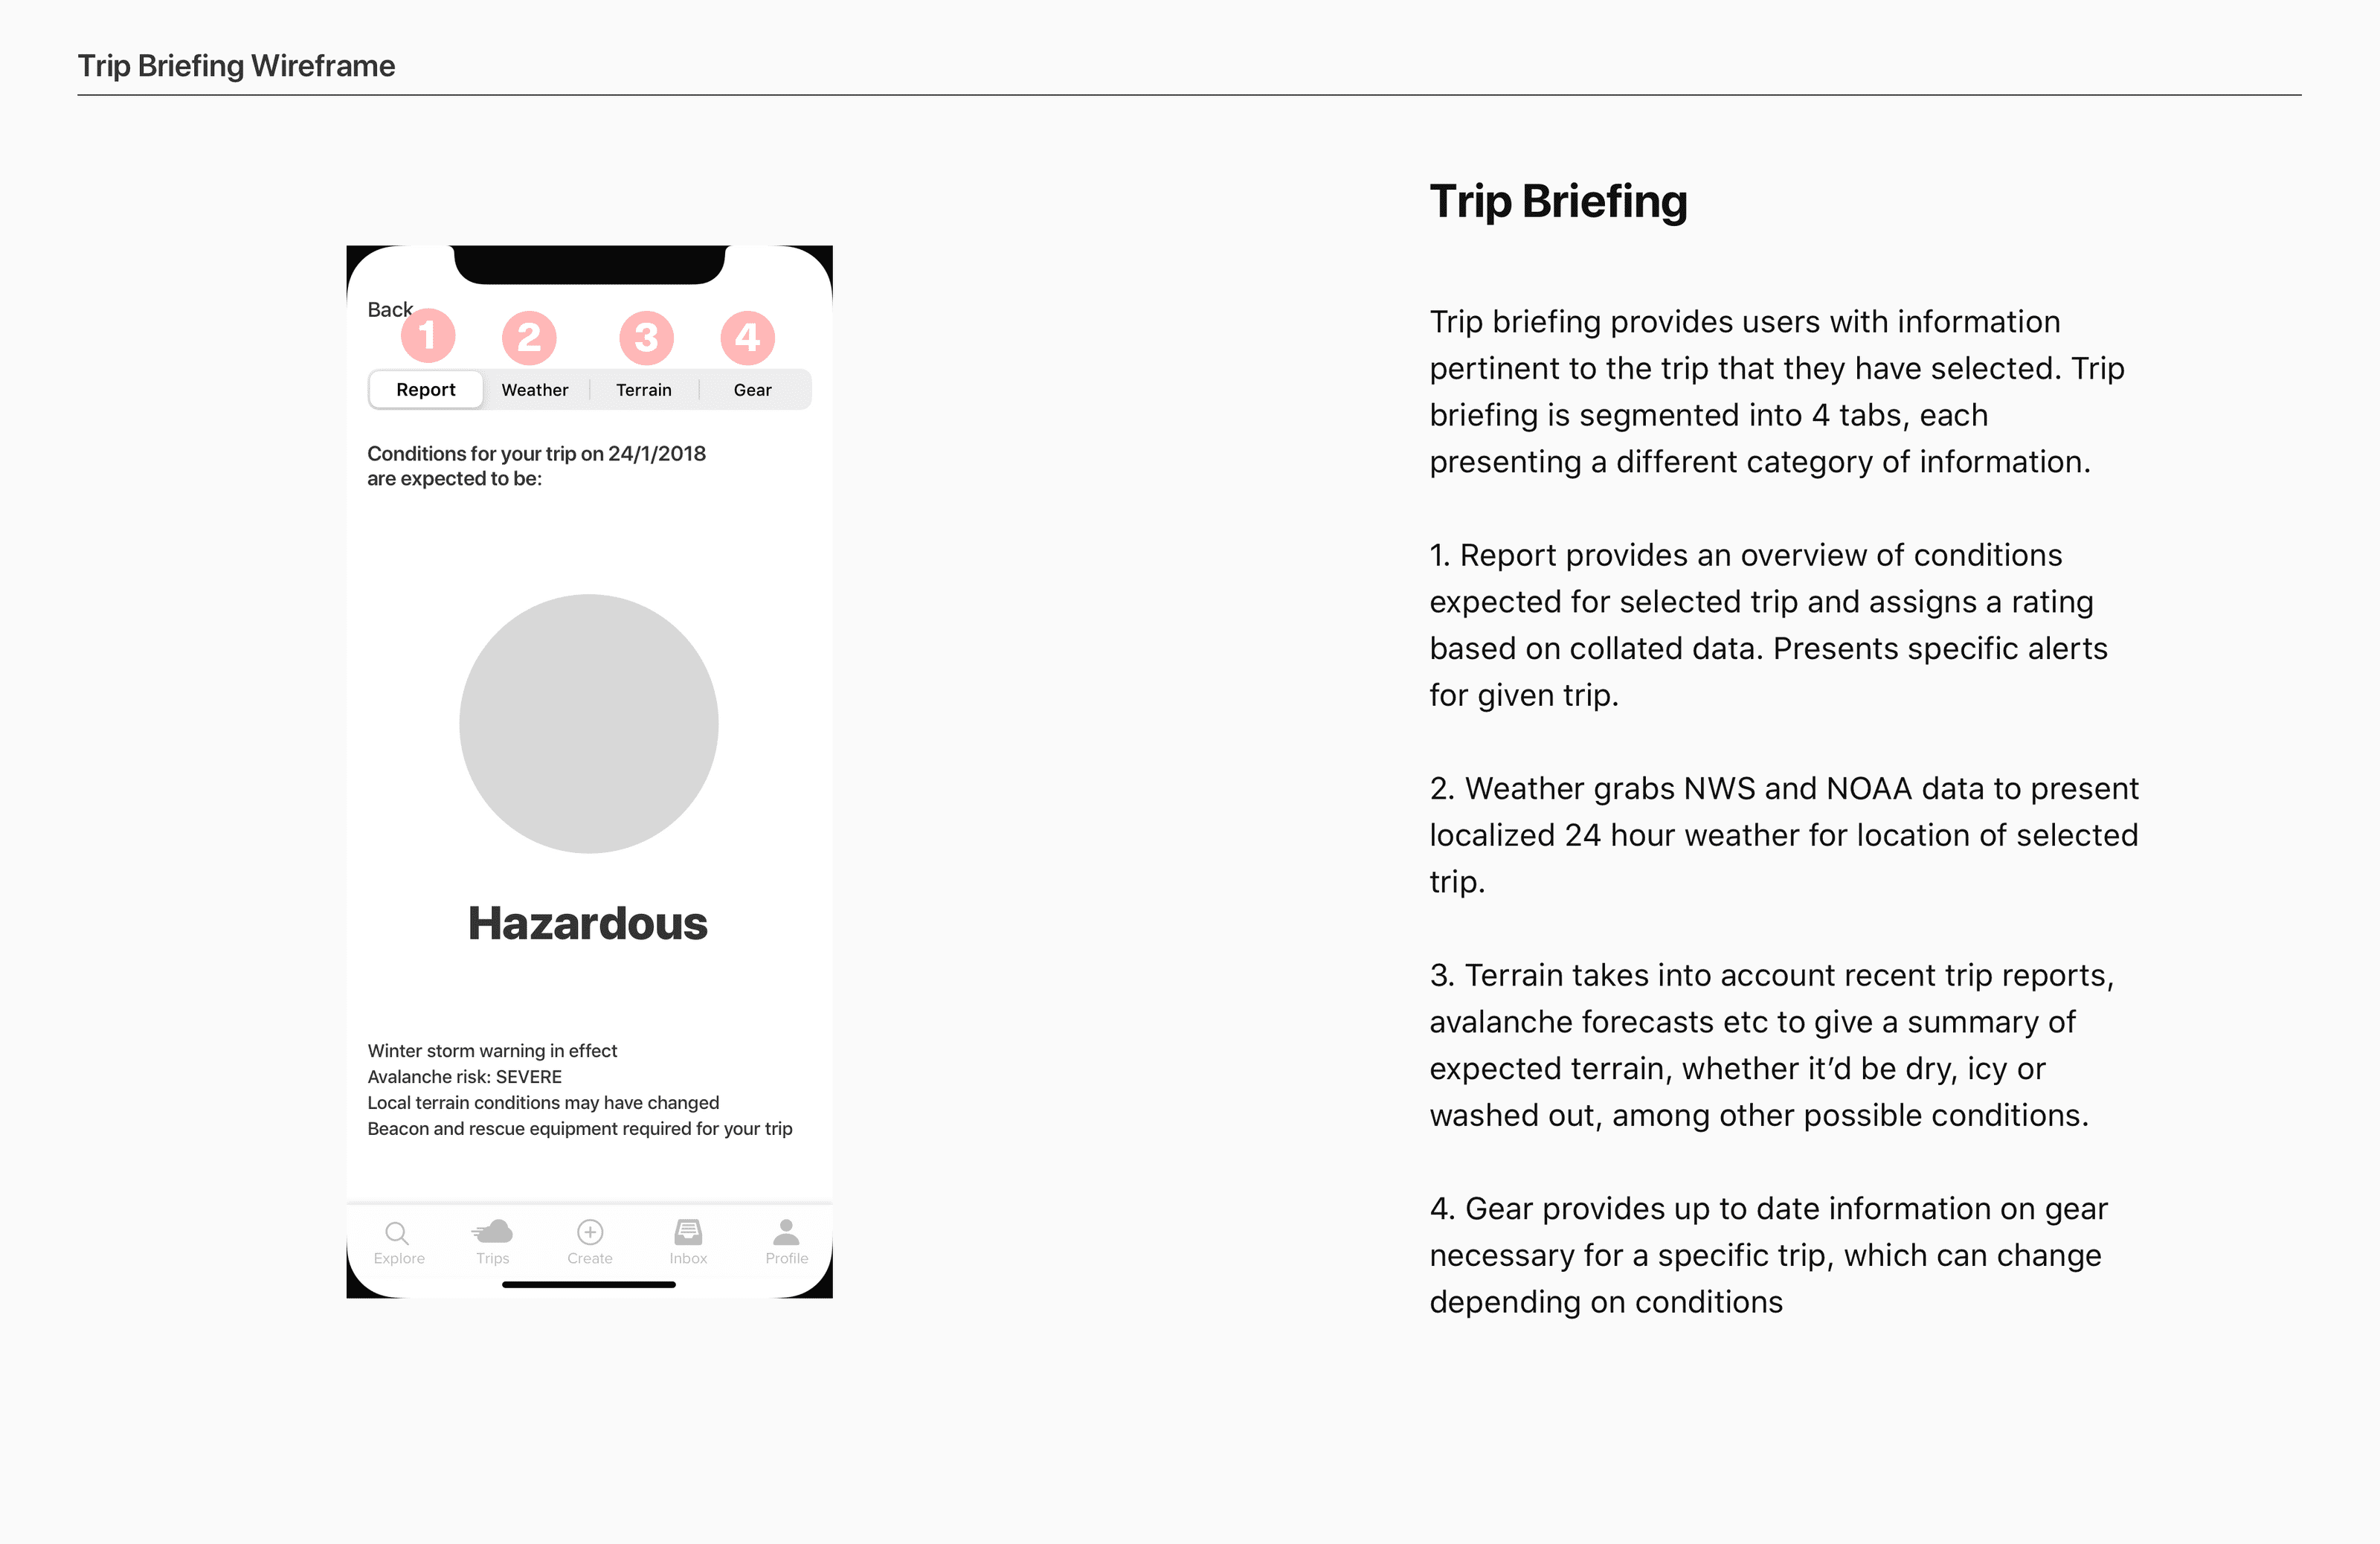 Trip Briefing Wireframe
Back
1 2 3 4
Report Weather Terrain Gear
Conditions for your trip on 24/1/2018
are expected to be:
Hazardous
Winter storm warning in effect
Avalanche risk: SEVERE
Local terrain conditions may have changed
Beacon and rescue equipment required for your trip
Explore Trips Create Inbox Profile
Trip Briefing
Trip briefing provides users with information
pertinent to the trip that they have selected. Trip
briefing is segmented into 4 tabs, each
presenting a different category of information.
1. Report provides an overview of conditions
expected for selected trip and assigns a rating
based on collated data. Presents specific alerts
for given trip.
2. Weather grabs NWS and NOAA data to present
localized 24 hour weather for location of selected
trip.
3. Terrain takes into account recent trip reports,
avalanche forecasts etc to give a summary of
expected terrain, whether it’d be dry, icy or
washed out, among other possible conditions.
4. Gear provides up to date information on gear
necessary for a specific trip, which can change
depending on conditions